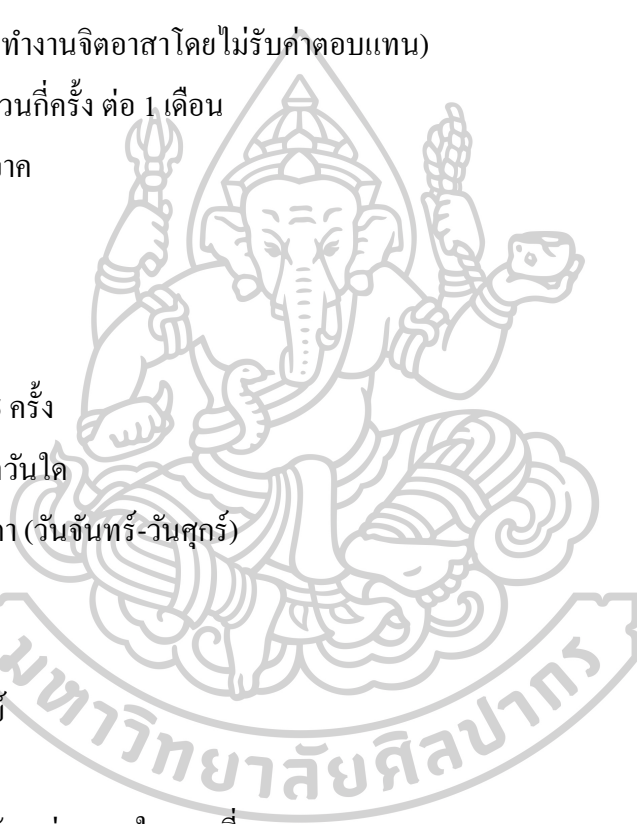 ทำงานจิตอาสาโดยไม่รับค่าตอบแทน)
วนกี่ครั้ง ต่อ 1 เดือน
าค
ครั้ง
วันใด
า (วันจันทร์-วันศุกร์)
มหาวิทยาลัยศิลปากร